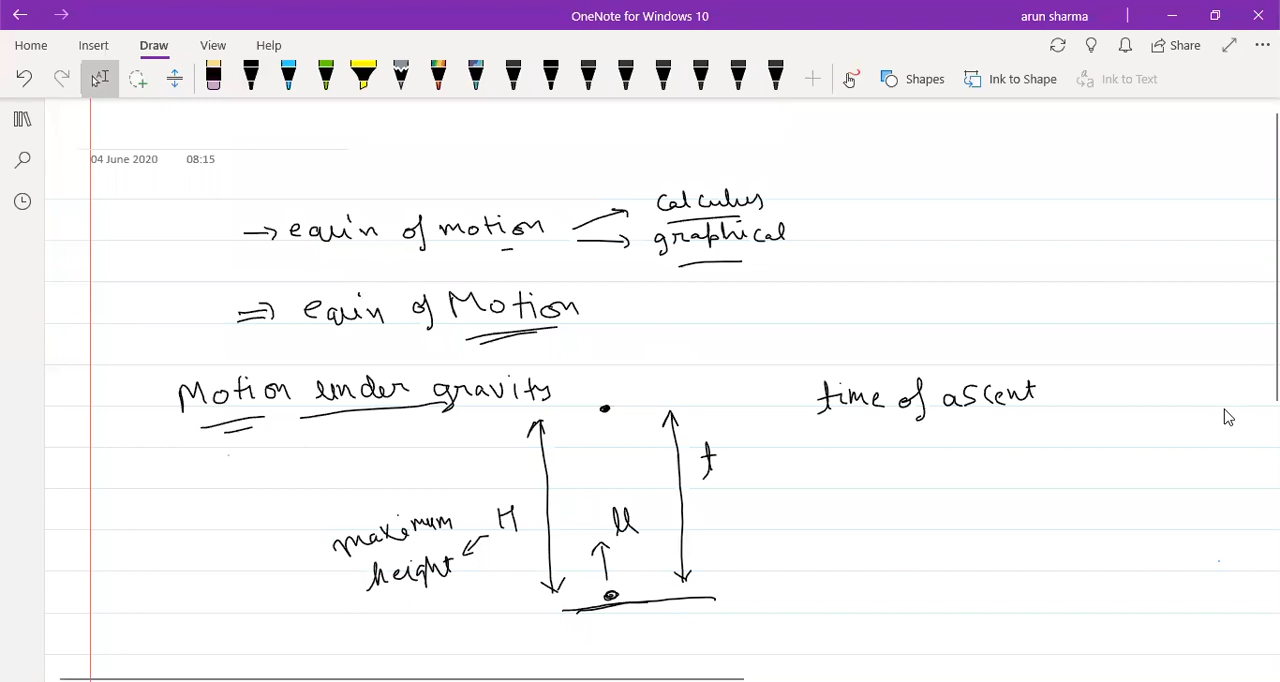 OneNote for Windows 10
arun sharma
Home Insert Draw View Help
Share
Shapes Ink to Shape Ink to Text
04 June 2020 08:15
→ eqn of motion → calculus
→ graphical
⇒ eqn of Motion
Motion under gravity
time of ascent
t
maximum H
height
u